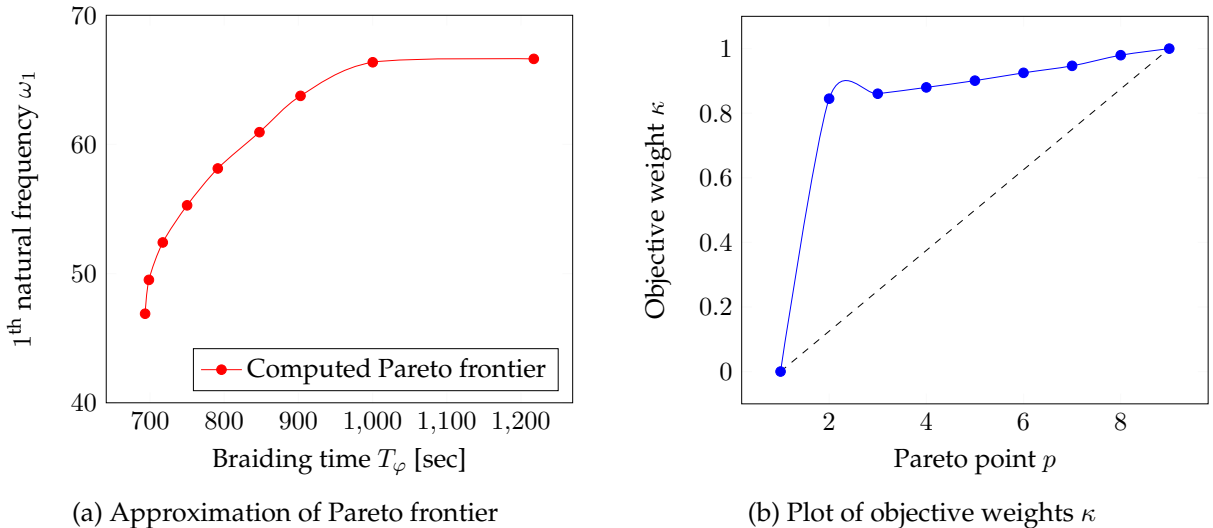 70
60
50
40
1th natural frequency ω1
Computed Pareto frontier
700 800 900 1,000 1,100 1,200
Braiding time Tφ [sec]
(a) Approximation of Pareto frontier
1
0.8
0.6
0.4
0.2
0
Objective weight κ
2 4 6 8
Pareto point p
(b) Plot of objective weights κ